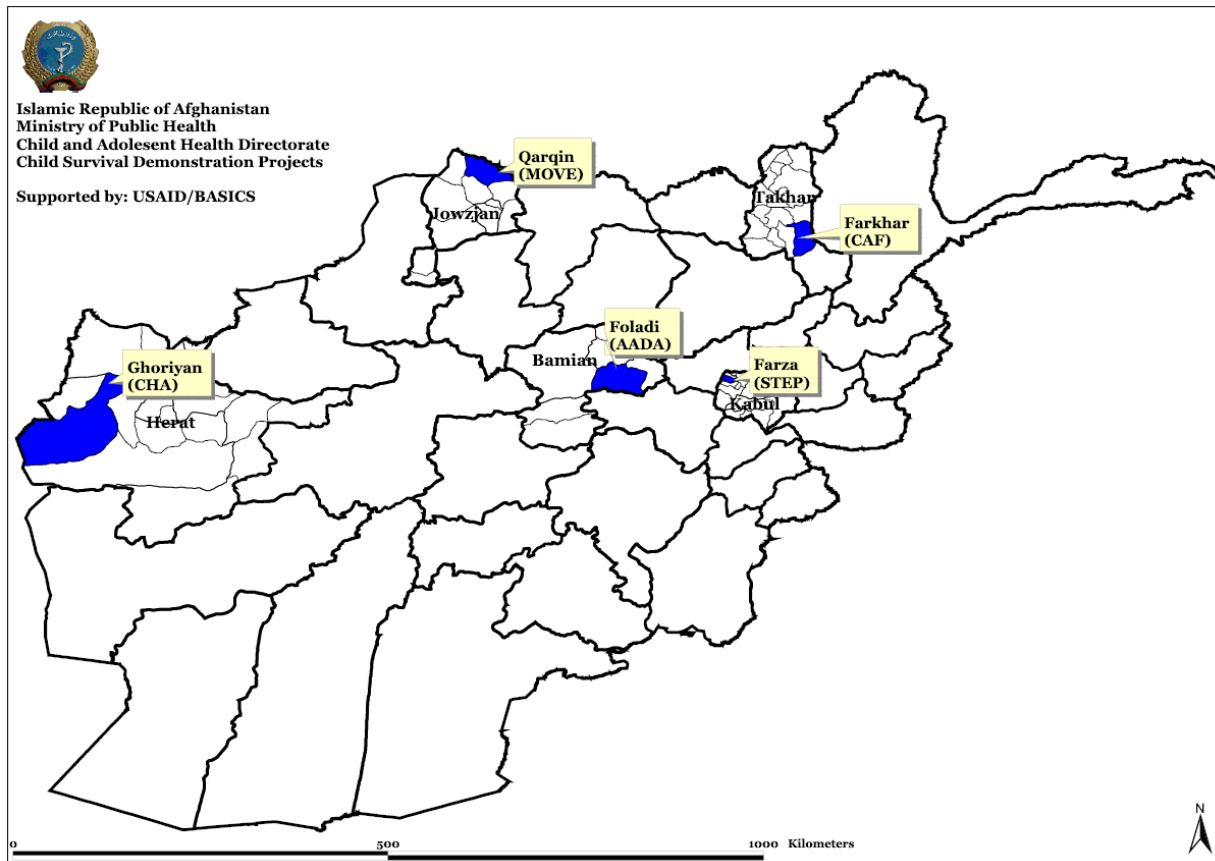 Islamic Republic of Afghanistan
Ministry of Public Health
Child and Adolesent Health Directorate
Child Survival Demonstration Projects
Supported by: USAID/BASICS
Qarqin
(MOVE)
Jowzjan
Takhar
Farkhar
(CAF)
Foladi
(AADA)
Bamian
Farza
(STEP)
Kabul
Ghoriyan
(CHA)
Herat
N
0
500
1000 Kilometers